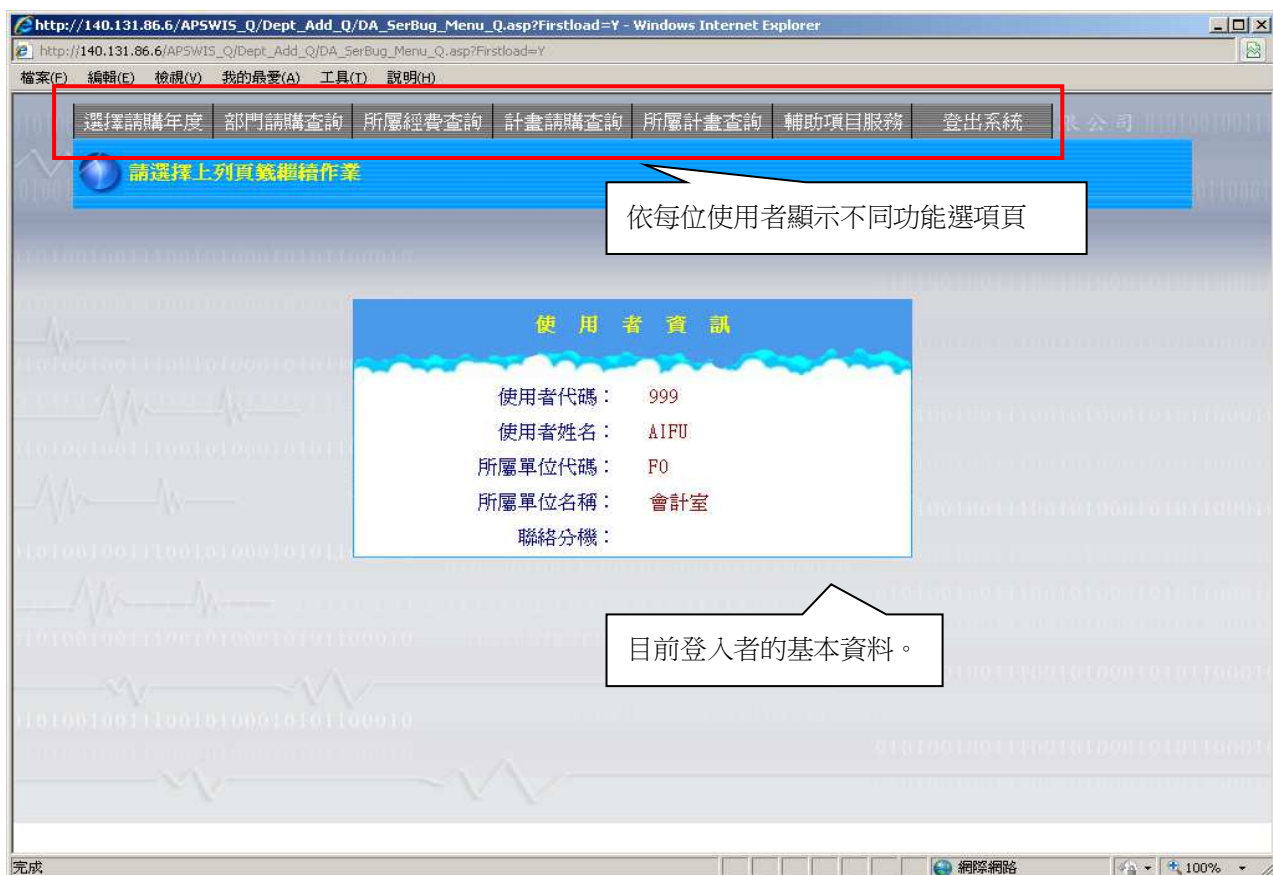 http://140.131.86.6/APSWIS_Q/Dept_Add_Q/DA_SerBug_Menu_Q.asp?Firstload=Y - Windows Internet Explorer
http://140.131.86.6/APSWIS_Q/Dept_Add_Q/DA_SerBug_Menu_Q.asp?Firstload=Y
檔案(F) 編輯(E) 檢視(V) 我的最愛(A) 工具(T) 說明(H)
選擇請購年度 部門請購查詢 所屬經費查詢 計畫請購查詢 所屬計畫查詢 輔助項目服務 登出系統
限公司
請選擇上列頁籤繼續作業
依每位使用者顯示不同功能選項頁
使用者資訊
使用者代碼： 999
使用者姓名： AIFU
所屬單位代碼： F0
所屬單位名稱： 會計室
聯絡分機：
目前登入者的基本資料。
完成 網際網路 100%